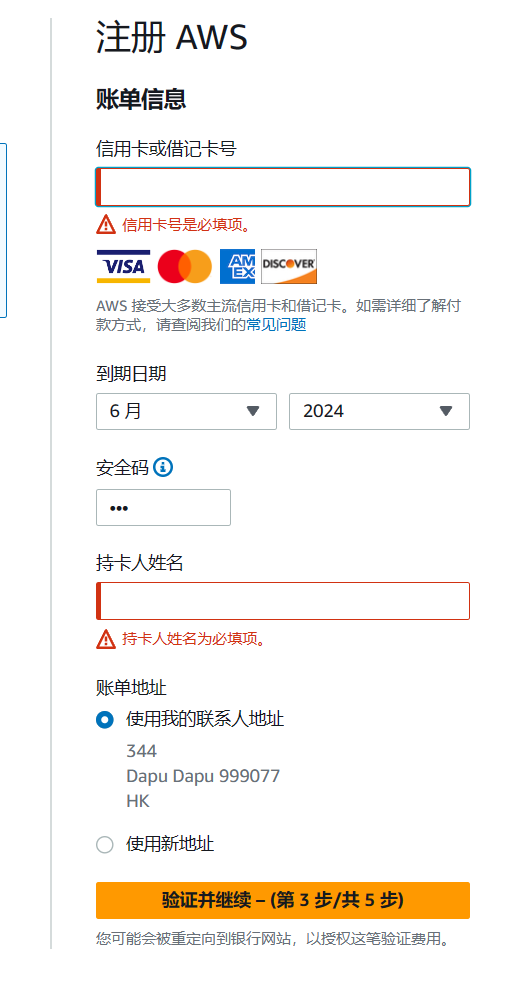 注册 AWS
账单信息
信用卡或借记卡号
信用卡号是必填项。
VISA
AM
EX
DISCOVER
AWS 接受大多数主流信用卡和借记卡。如需详细了解付
款方式，请查阅我们的常见问题
到期日期
6 月
2024
安全码
•••
持卡人姓名
持卡人姓名为必填项。
账单地址
使用我的联系人地址
344
Dapu Dapu 999077
HK
使用新地址
验证并继续 – (第 3 步/共 5 步)
您可能会被重定向到银行网站，以授权这笔验证费用。